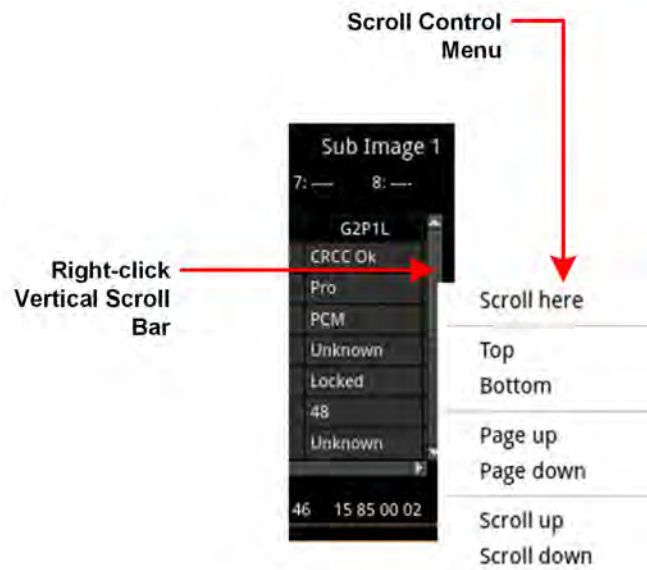 Scroll Control
Menu
Sub Image 1
7: ---- 8: ----
G2P1L
CRCC Ok
Pro
PCM
Unknown
Locked
48
Unknown
46 15 85 00 02
Right-click
Vertical Scroll
Bar
Scroll here
Top
Bottom
Page up
Page down
Scroll up
Scroll down